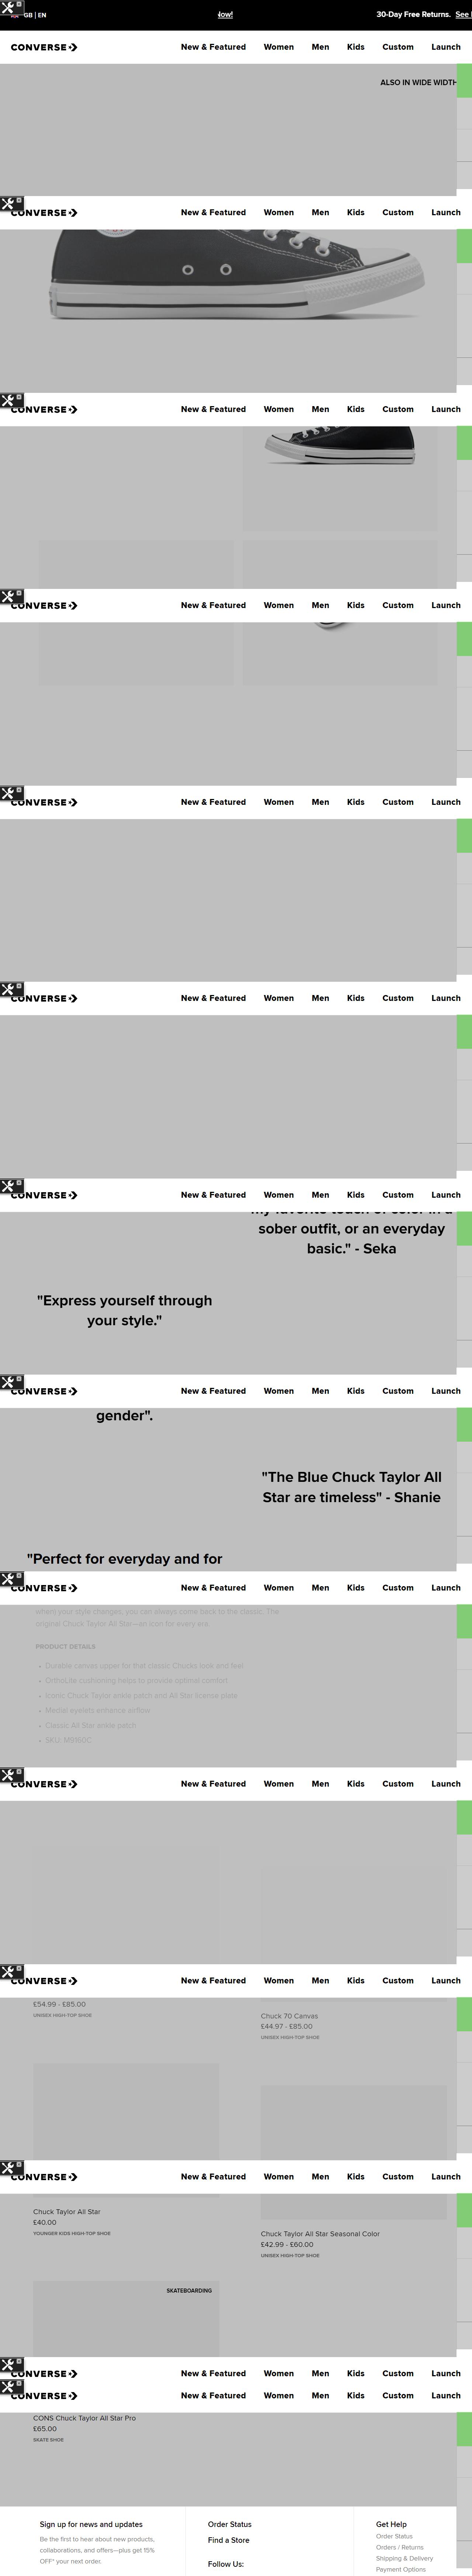 GB | EN
Now!
30-Day Free Returns. See
CONVERSE
New & Featured Women Men Kids Custom Launch
ALSO IN WIDE WIDTH
CONVERSE
New & Featured Women Men Kids Custom Launch
CONVERSE
New & Featured Women Men Kids Custom Launch
CONVERSE
New & Featured Women Men Kids Custom Launch
CONVERSE
New & Featured Women Men Kids Custom Launch
CONVERSE
New & Featured Women Men Kids Custom Launch
CONVERSE
New & Featured Women Men Kids Custom Launch
my favorite touch of color in a
sober outfit, or an everyday
basic." - Seka
"Express yourself through
your style."
CONVERSE
New & Featured Women Men Kids Custom Launch
gender".
"The Blue Chuck Taylor All
Star are timeless" - Shanie
"Perfect for everyday and for
CONVERSE
New & Featured Women Men Kids Custom Launch
when) your style changes, you can always come back to the classic. The
original Chuck Taylor All Star—an icon for every era.
PRODUCT DETAILS
• Durable canvas upper for that classic Chucks look and feel
• OrthoLite cushioning helps to provide optimal comfort
• Iconic Chuck Taylor ankle patch and All Star license plate
• Medial eyelets enhance airflow
• Classic All Star ankle patch
• SKU: M9160C
CONVERSE
New & Featured Women Men Kids Custom Launch
CONVERSE
New & Featured Women Men Kids Custom Launch
£54.99 - £85.00
UNISEX HIGH-TOP SHOE
Chuck 70 Canvas
£44.97 - £85.00
UNISEX HIGH-TOP SHOE
CONVERSE
New & Featured Women Men Kids Custom Launch
Chuck Taylor All Star
£40.00
YOUNGER KIDS HIGH-TOP SHOE
Chuck Taylor All Star Seasonal Color
£42.99 - £60.00
UNISEX HIGH-TOP SHOE
SKATEBOARDING
CONVERSE
New & Featured Women Men Kids Custom Launch
CONVERSE
New & Featured Women Men Kids Custom Launch
CONS Chuck Taylor All Star Pro
£65.00
SKATE SHOE
Sign up for news and updates
Be the first to hear about new products,
collaborations, and offers—plus get 15%
OFF* your next order.
Order Status
Find a Store
Follow Us:
Get Help
Order Status
Orders / Returns
Shipping & Delivery
Payment Options